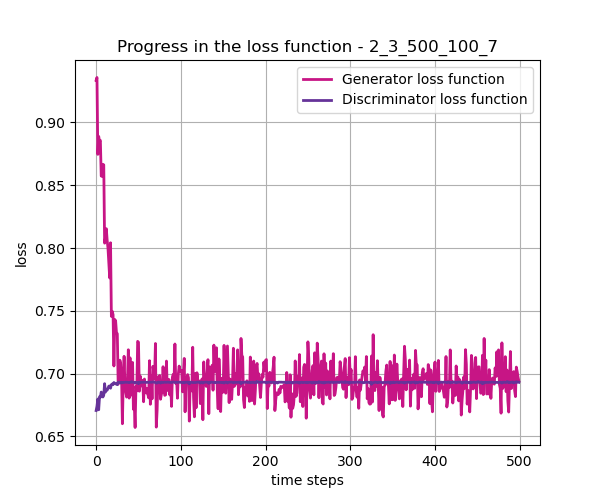 Progress in the loss function - 2_3_500_100_7
Generator loss function
Discriminator loss function
0.90
0.85
0.80
0.75
0.70
0.65
loss
0 100 200 300 400 500
time steps